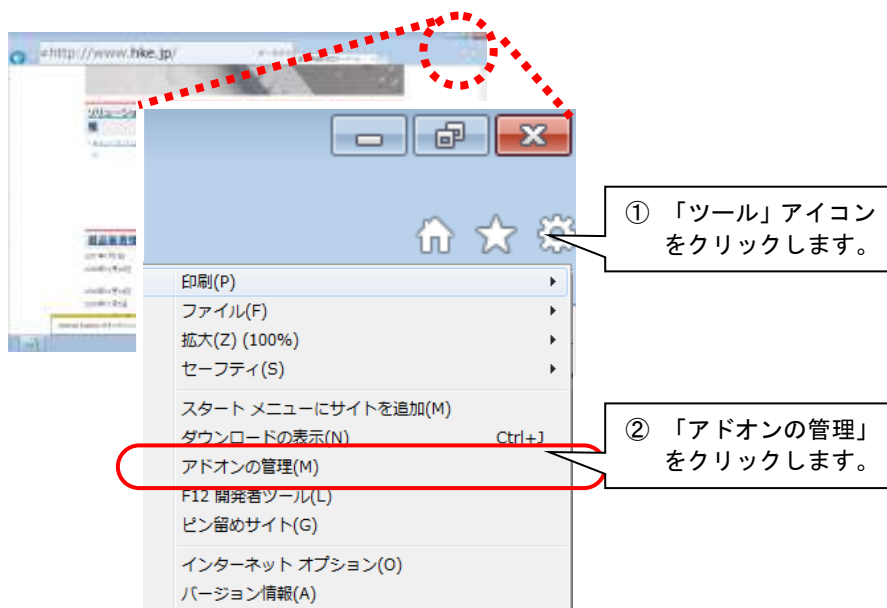 http://www.hke.jp/
① 「ツール」アイコン
をクリックします。
印刷(P)
ファイル(F)
拡大(Z) (100%)
セーフティ(S)
スタート メニューにサイトを追加(M)
ダウンロードの表示(N) Ctrl+J
アドオンの管理(M)
F12 開発者ツール(L)
ピン留めサイト(G)
インターネット オプション(O)
バージョン情報(A)
② 「アドオンの管理」
をクリックします。